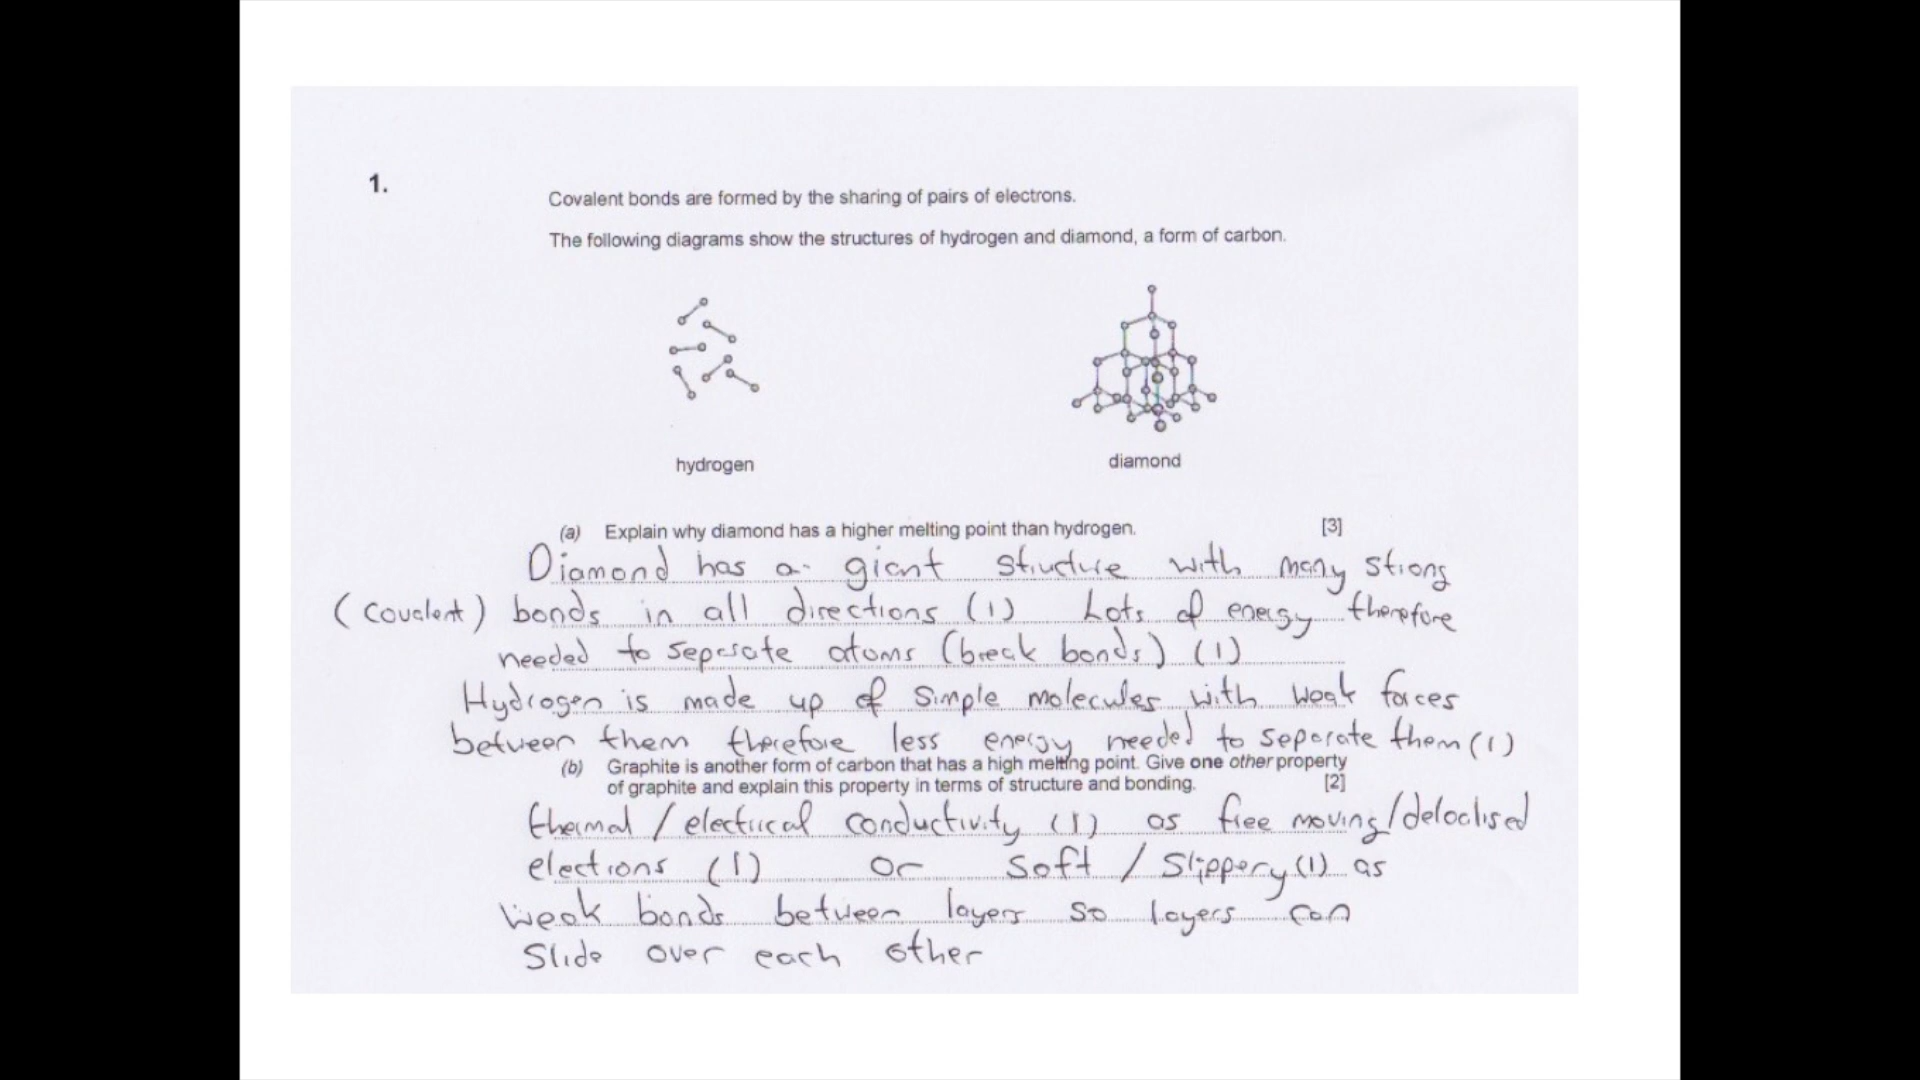 1.
Covalent bonds are formed by the sharing of pairs of electrons.
The following diagrams show the structures of hydrogen and diamond, a form of carbon.
hydrogen
diamond
(a) Explain why diamond has a higher melting point than hydrogen. [3]
Diamond has a giant structure with many strong
(covalent) bonds in all directions (1) Lots of energy therefore
needed to seperate atoms (break bonds) (1)
Hydrogen is made up of simple molecules with weak forces
between them therefore less energy needed to seperate them (1)
(b) Graphite is another form of carbon that has a high melting point. Give one other property
of graphite and explain this property in terms of structure and bonding. [2]
thermal / electrical conductivity (1) as free moving/delocalised
electrons (1) or soft / slippery (1) as
weak bonds between layers so layers can
slide over each other